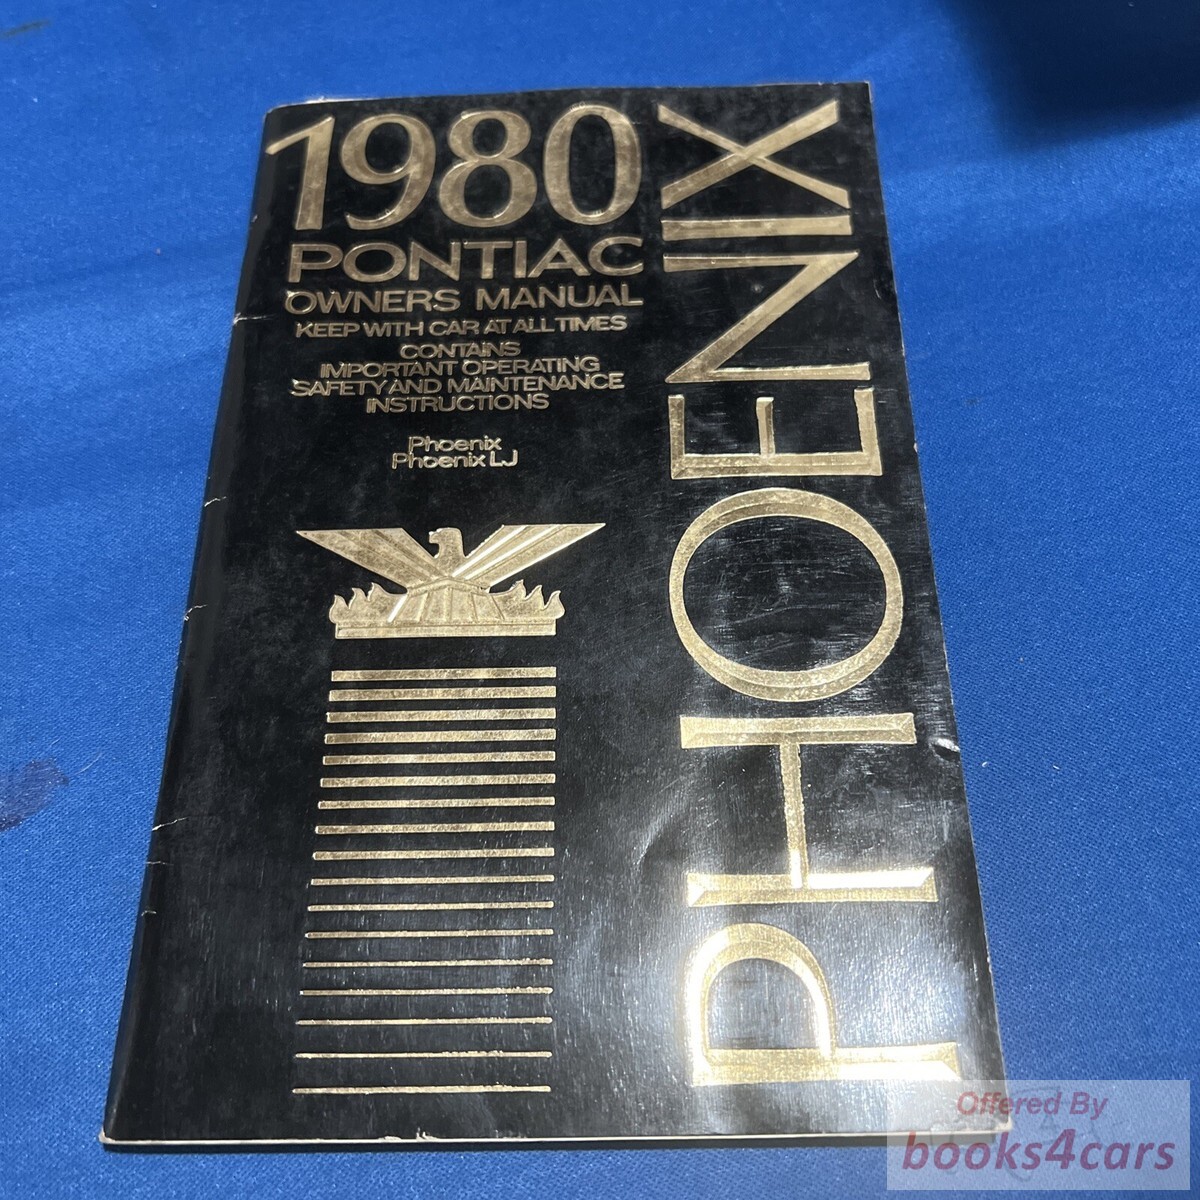 1980
PONTIAC
OWNERS MANUAL
KEEP WITH CAR AT ALL TIMES
CONTAINS
IMPORTANT OPERATING
SAFETY AND MAINTENANCE
INSTRUCTIONS
Phoenix
Phoenix LJ
PHOENIX
Offered By
books4cars